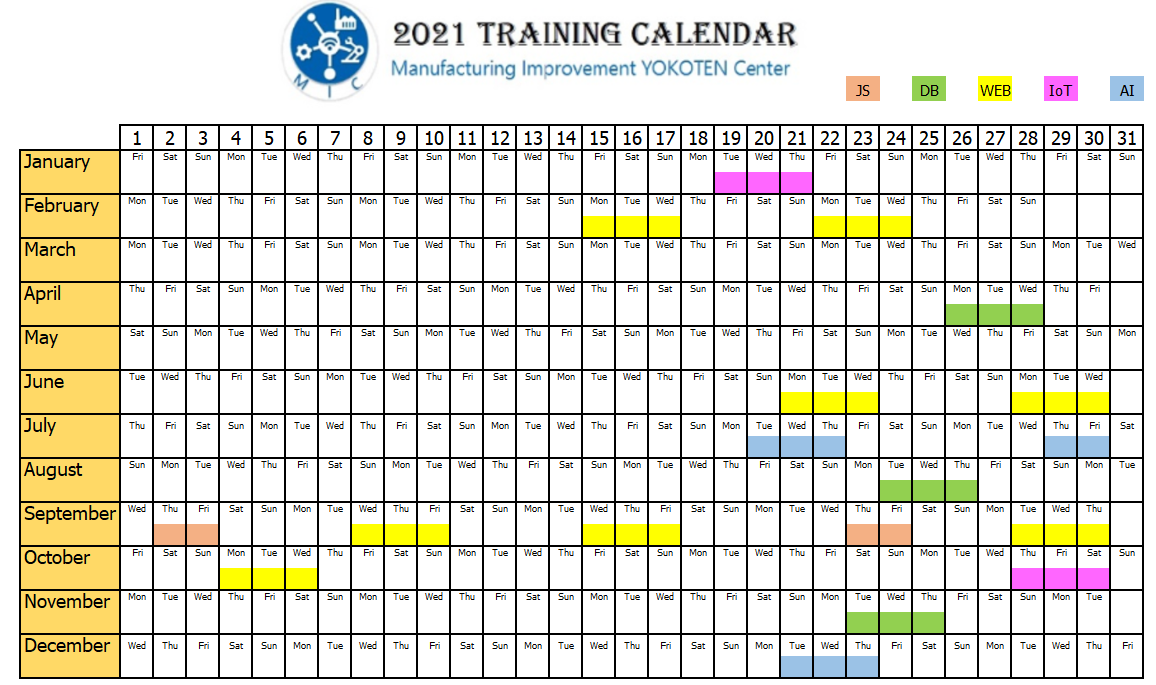 2021 TRAINING CALENDAR
Manufacturing Improvement YOKOTEN Center
M I C
JS DB WEB IoT AI
1 2 3 4 5 6 7 8 9 10 11 12 13 14 15 16 17 18 19 20 21 22 23 24 25 26 27 28 29 30 31
January Fri Sat Sun Mon Tue Wed Thu Fri Sat Sun Mon Tue Wed Thu Fri Sat Sun Mon Tue Wed Thu Fri Sat Sun Mon Tue Wed Thu Fri Sat Sun
February Mon Tue Wed Thu Fri Sat Sun Mon Tue Wed Thu Fri Sat Sun Mon Tue Wed Thu Fri Sat Sun Mon Tue Wed Thu Fri Sat Sun
March Mon Tue Wed Thu Fri Sat Sun Mon Tue Wed Thu Fri Sat Sun Mon Tue Wed Thu Fri Sat Sun Mon Tue Wed Thu Fri Sat Sun Mon Tue Wed
April Thu Fri Sat Sun Mon Tue Wed Thu Fri Sat Sun Mon Tue Wed Thu Fri Sat Sun Mon Tue Wed Thu Fri Sat Sun Mon Tue Wed Thu Fri
May Sat Sun Mon Tue Wed Thu Fri Sat Sun Mon Tue Wed Thu Fri Sat Sun Mon Tue Wed Thu Fri Sat Sun Mon Tue Wed Thu Fri Sat Sun Mon
June Tue Wed Thu Fri Sat Sun Mon Tue Wed Thu Fri Sat Sun Mon Tue Wed Thu Fri Sat Sun Mon Tue Wed Thu Fri Sat Sun Mon Tue Wed
July Thu Fri Sat Sun Mon Tue Wed Thu Fri Sat Sun Mon Tue Wed Thu Fri Sat Sun Mon Tue Wed Thu Fri Sat Sun Mon Tue Wed Thu Fri Sat
August Sun Mon Tue Wed Thu Fri Sat Sun Mon Tue Wed Thu Fri Sat Sun Mon Tue Wed Thu Fri Sat Sun Mon Tue Wed Thu Fri Sat Sun Mon Tue
September Wed Thu Fri Sat Sun Mon Tue Wed Thu Fri Sat Sun Mon Tue Wed Thu Fri Sat Sun Mon Tue Wed Thu Fri Sat Sun Mon Tue Wed Thu
October Fri Sat Sun Mon Tue Wed Thu Fri Sat Sun Mon Tue Wed Thu Fri Sat Sun Mon Tue Wed Thu Fri Sat Sun Mon Tue Wed Thu Fri Sat Sun
November Mon Tue Wed Thu Fri Sat Sun Mon Tue Wed Thu Fri Sat Sun Mon Tue Wed Thu Fri Sat Sun Mon Tue Wed Thu Fri Sat Sun Mon Tue
December Wed Thu Fri Sat Sun Mon Tue Wed Thu Fri Sat Sun Mon Tue Wed Thu Fri Sat Sun Mon Tue Wed Thu Fri Sat Sun Mon Tue Wed Thu Fri